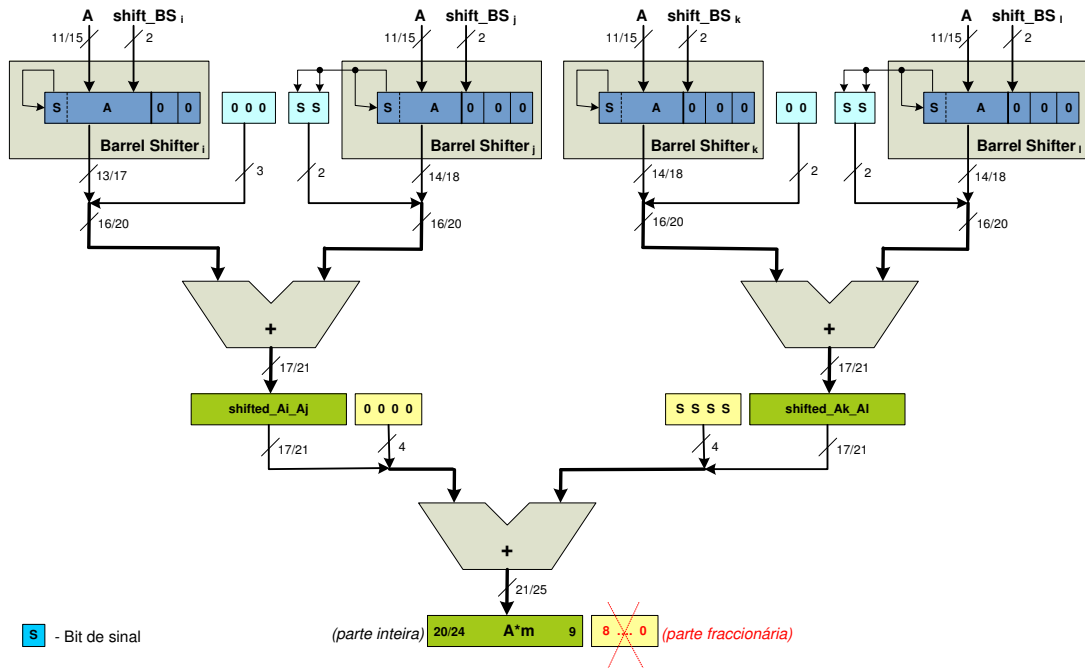 A shift_BS i A shift_BS j A shift_BS k A shift_BS l
11/15 2 11/15 2 11/15 2 11/15 2
S A 0 0 0 0 0 S S S A 0 0 0 S A 0 0 0 0 S S S A 0 0 0
Barrel Shifter i Barrel Shifter j Barrel Shifter k Barrel Shifter l
13/17 3 2 14/18 14/18 2 2 14/18
16/20 16/20 16/20 16/20
+ +
17/21 17/21
shifted_Ai_Aj 0 0 0 0 S S S S shifted_Ak_Al
17/21 4 4 17/21
+
21/25
S - Bit de sinal (parte inteira) 20/24 A*m 9 8 .... 0 (parte fraccionária)